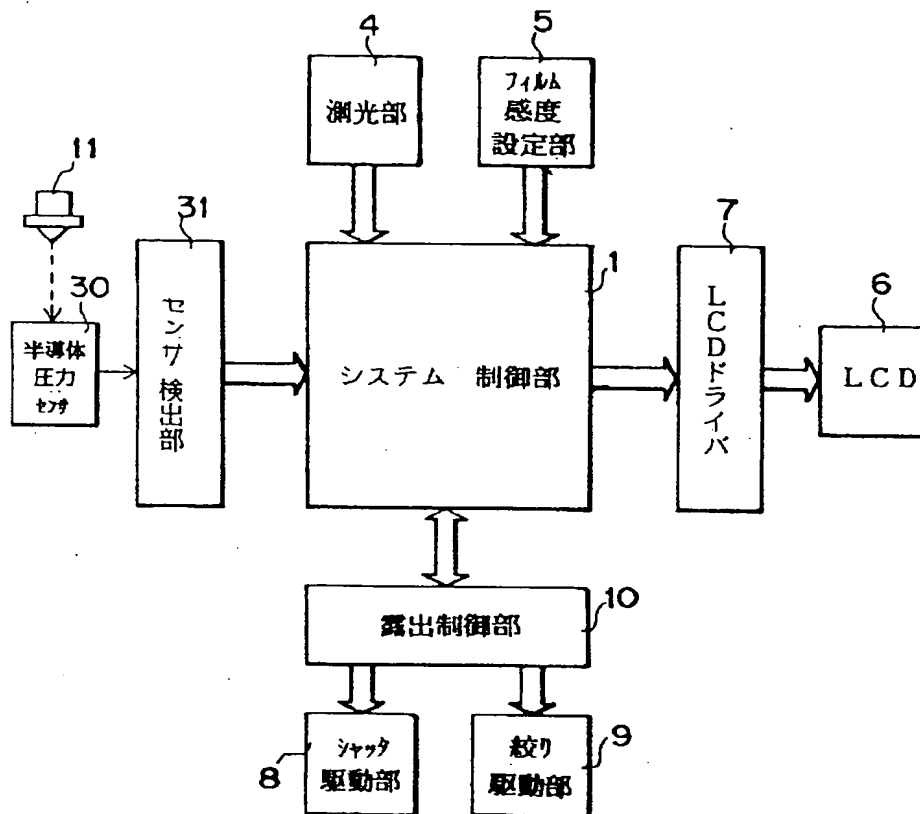 4
測光部
5
フィルム
感度
設定部
11
31
センサ検出部
30
半導体
圧力
センサ
1
システム 制御部
7
LCDドライバ
6
LCD
10
露出制御部
8
シャッタ
駆動部
9
絞り
駆動部